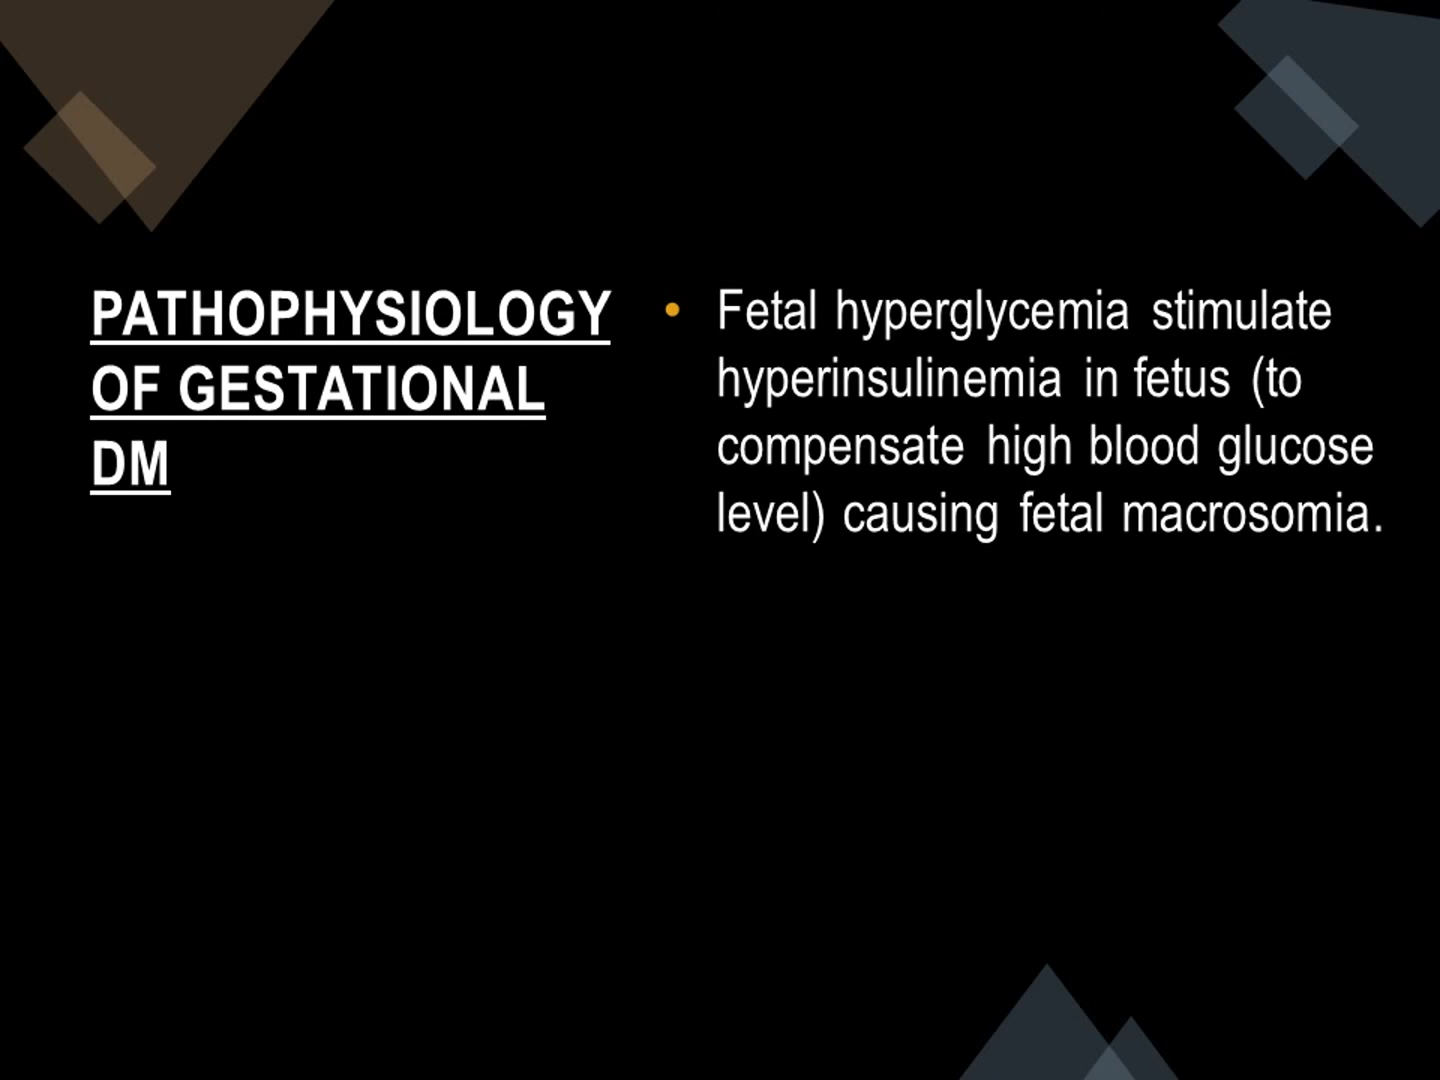 PATHOPHYSIOLOGY
OF GESTATIONAL
DM
• Fetal hyperglycemia stimulate
hyperinsulinemia in fetus (to
compensate high blood glucose
level) causing fetal macrosomia.